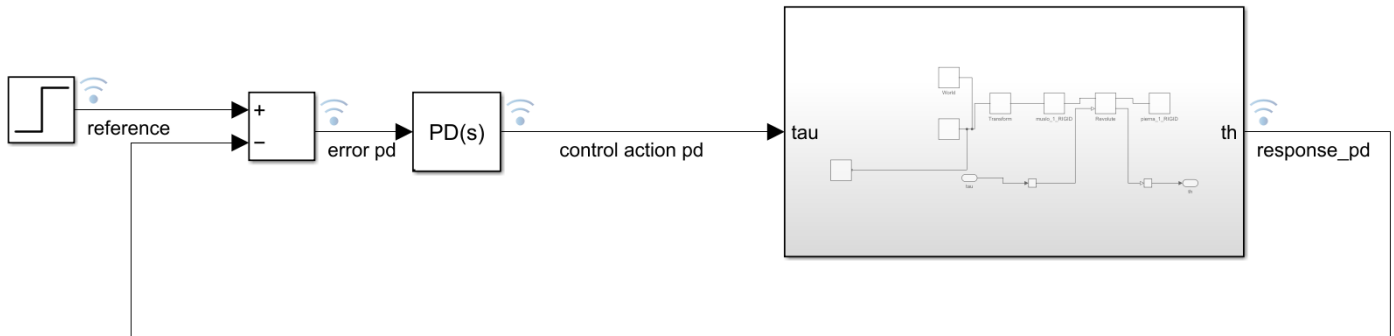 +
−
reference
error pd
PD(s)
control action pd
tau
World
Transform
muslo_1_RIGID
Revolute
pierna_1_RIGID
tau
th
th
response_pd